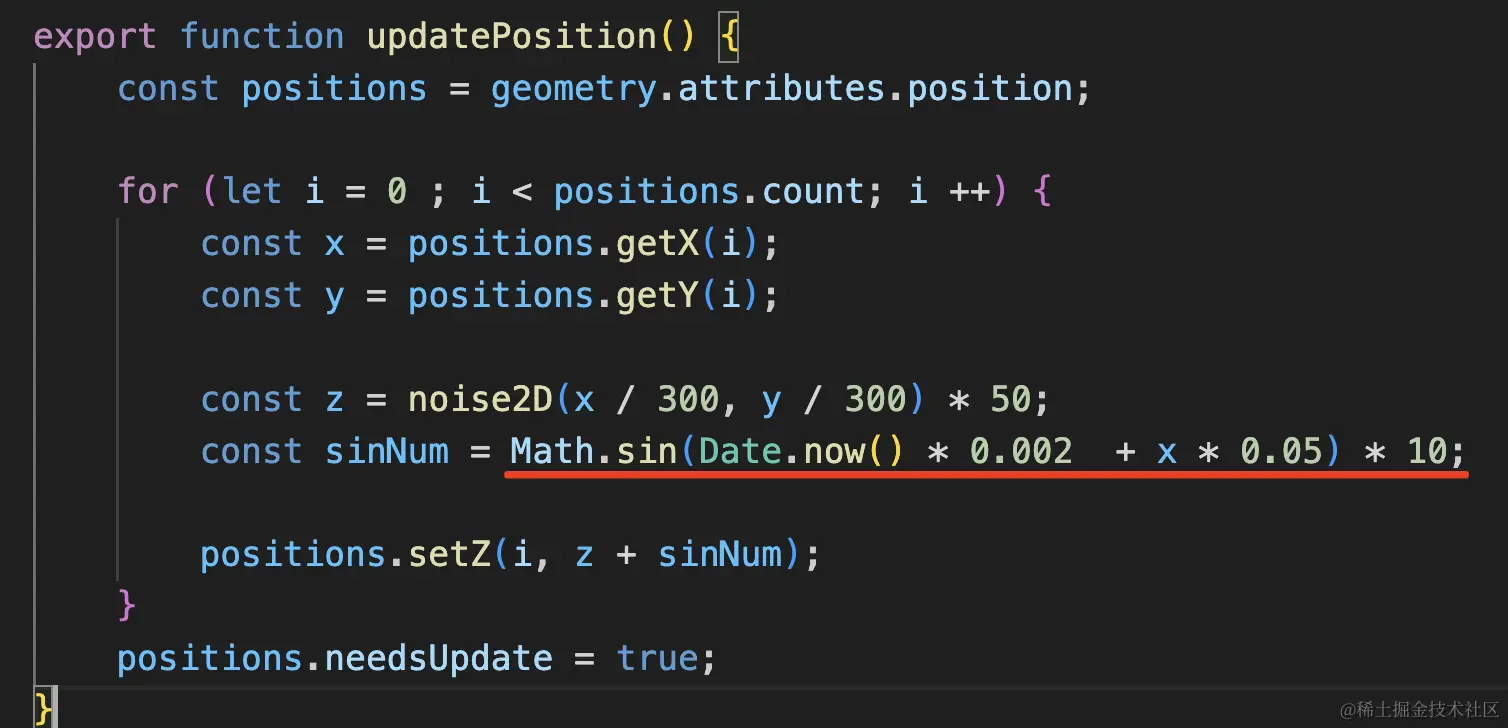 export function updatePosition() {
    const positions = geometry.attributes.position;

    for (let i = 0 ; i < positions.count; i ++) {
        const x = positions.getX(i);
        const y = positions.getY(i);

        const z = noise2D(x / 300, y / 300) * 50;
        const sinNum = Math.sin(Date.now() * 0.002  + x * 0.05) * 10;

        positions.setZ(i, z + sinNum);
    }
    positions.needsUpdate = true;
}
@稀土掘金技术社区